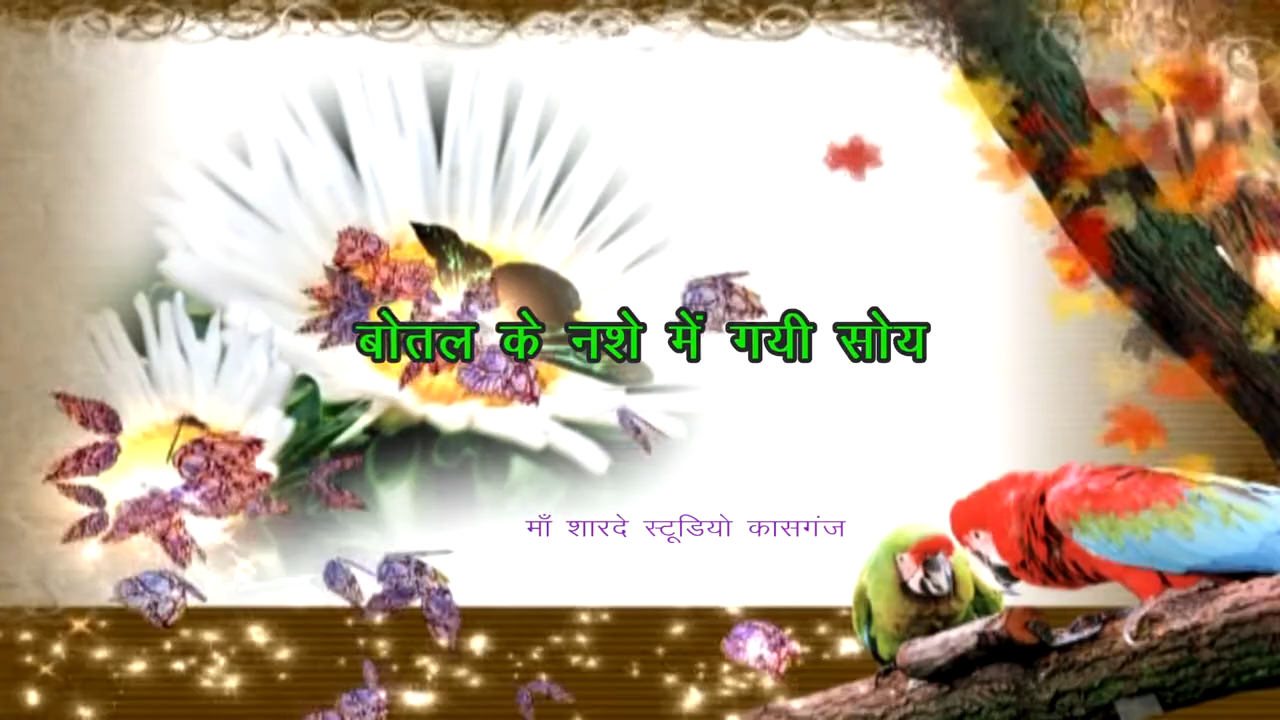 बोतल के नशे में गयी सोय
माँ शारदे स्टूडियो कासगंज